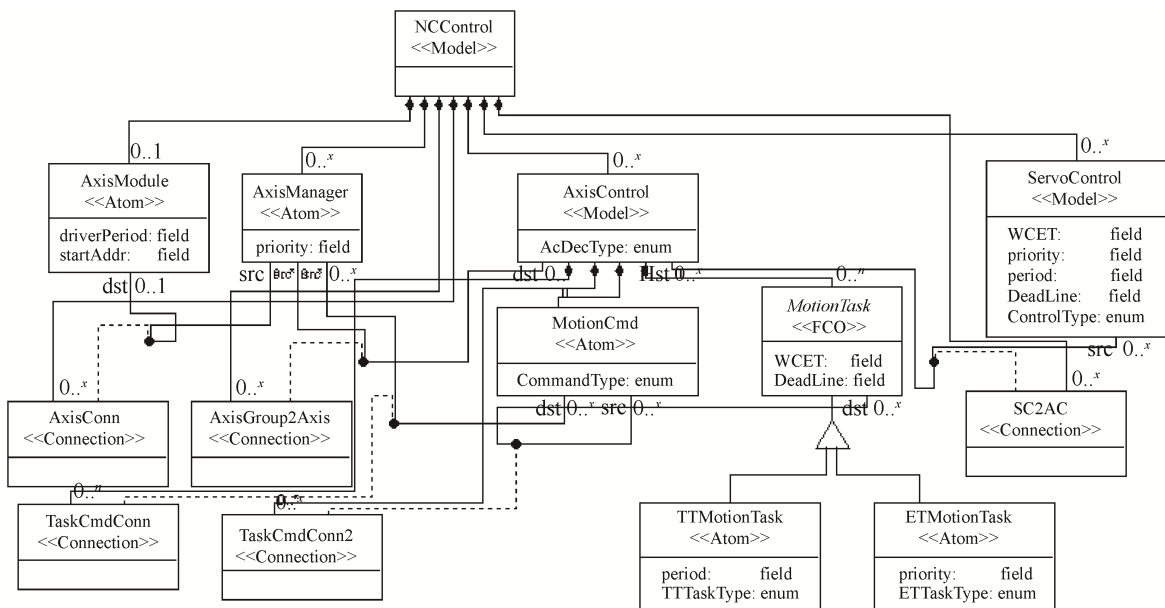 NCControl
<<Model>>
0..1
0..x
0..x
0..x
AxisModule
<<Atom>>
driverPeriod: field
startAddr: field
AxisManager
<<Atom>>
priority: field
AxisControl
<<Model>>
AcDecType: enum
ServoControl
<<Model>>
WCET: field
priority: field
period: field
DeadLine: field
ControlType: enum
dst 0..1
src
0..x
dst 0..
0..x
0..n
MotionCmd
<<Atom>>
CommandType: enum
MotionTask
<<FCO>>
WCET: field
DeadLine: field
src 0..x
0..x
0..x
0..x
AxisConn
<<Connection>>
AxisGroup2Axis
<<Connection>>
dst 0..x
src 0..x
dst 0..x
SC2AC
<<Connection>>
0..n
TaskCmdConn
<<Connection>>
0..x
TaskCmdConn2
<<Connection>>
TTMotionTask
<<Atom>>
period: field
TTTaskType: enum
ETMotionTask
<<Atom>>
priority: field
ETTaskType: enum